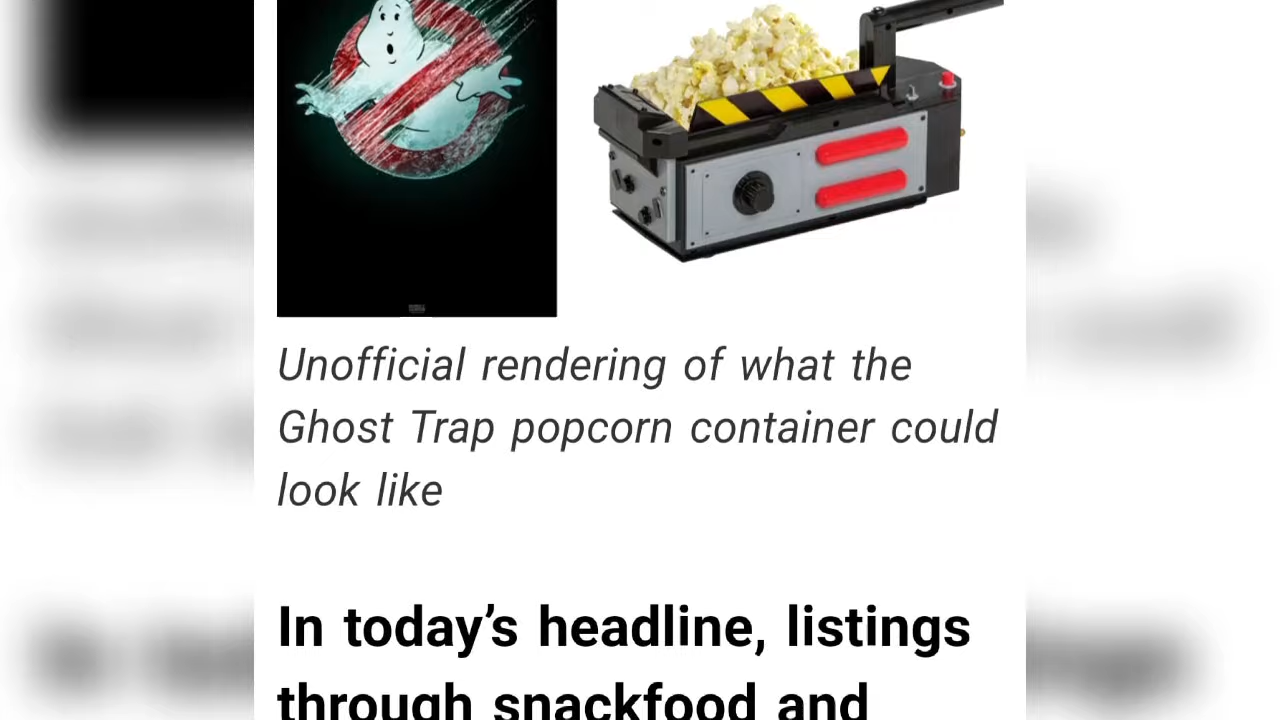 Unofficial rendering of what the
Ghost Trap popcorn container could
look like
In today’s headline, listings
through snackfood and